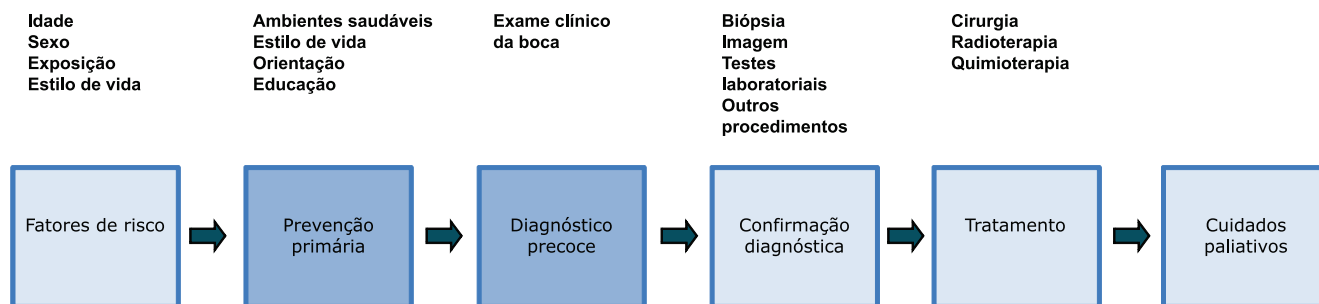 Idade
Sexo
Exposição
Estilo de vida
Ambientes saudáveis
Estilo de vida
Orientação
Educação
Exame clínico
da boca
Biópsia
Imagem
Testes
laboratoriais
Outros
procedimentos
Cirurgia
Radioterapia
Quimioterapia
Fatores de risco
Prevenção
primária
Diagnóstico
precoce
Confirmação
diagnóstica
Tratamento
Cuidados
paliativos